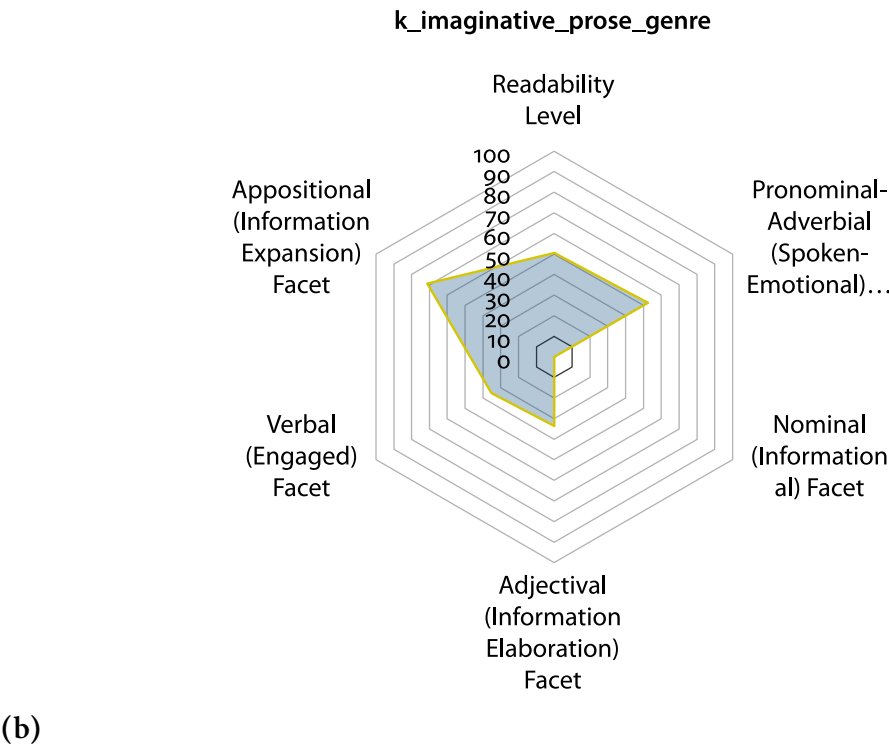 k_imaginative_prose_genre
Readability
Level
100
90
80
70
60
50
40
30
20
10
0
Pronominal-
Adverbial
(Spoken-
Emotional)...
Nominal
(Information
al) Facet
Adjectival
(Information
Elaboration)
Facet
Verbal
(Engaged)
Facet
Appositional
(Information
Expansion)
Facet
(b)